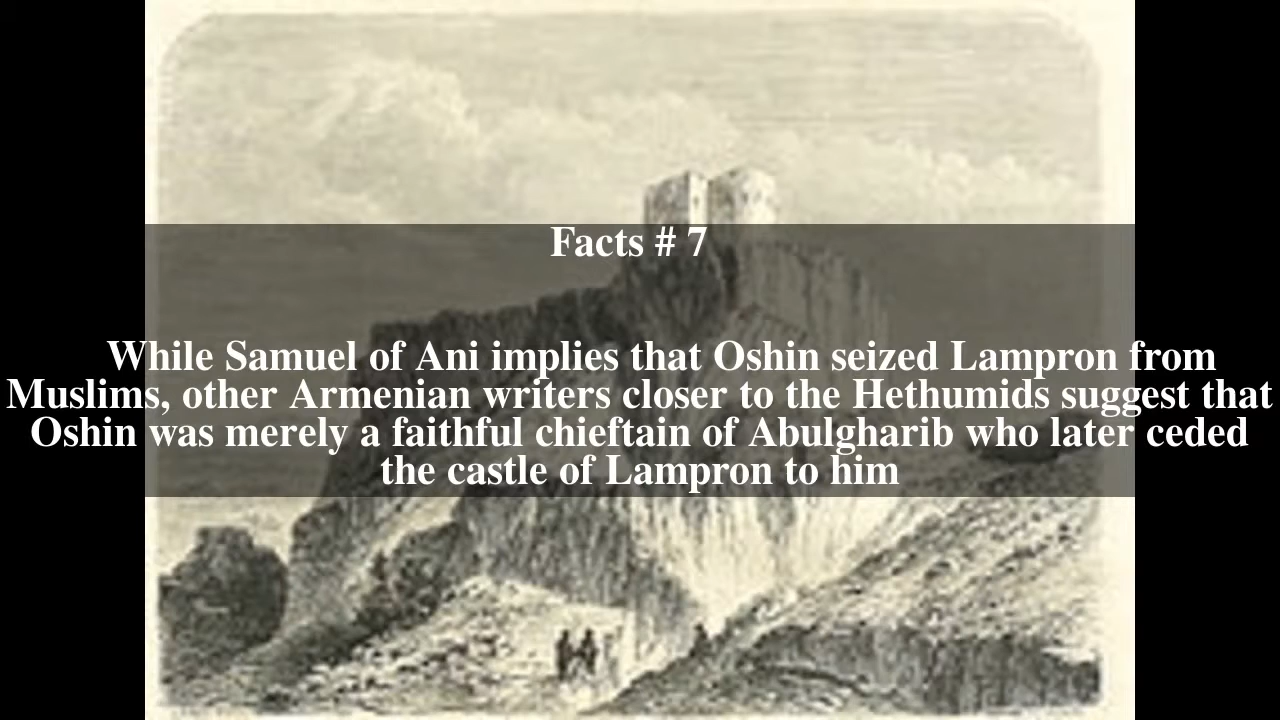 Facts # 7
While Samuel of Ani implies that Oshin seized Lampron from
Muslims, other Armenian writers closer to the Hethumids suggest that
Oshin was merely a faithful chieftain of Abulgharib who later ceded
the castle of Lampron to him